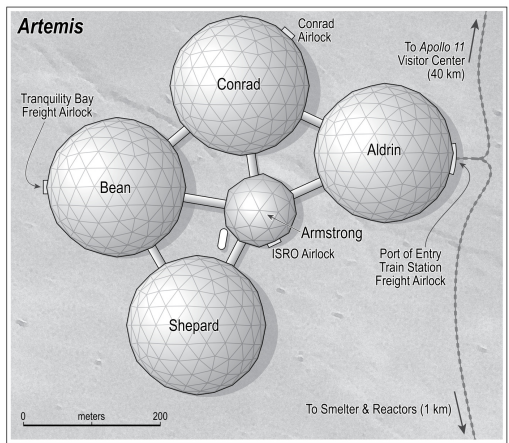 Artemis
Conrad
Airlock
To Apollo 11
Visitor Center
(40 km)
Conrad
Tranquility Bay
Freight Airlock
Aldrin
Bean
Armstrong
ISRO Airlock
Port of Entry
Train Station
Freight Airlock
Shepard
0 meters 200
To Smelter & Reactors (1 km)